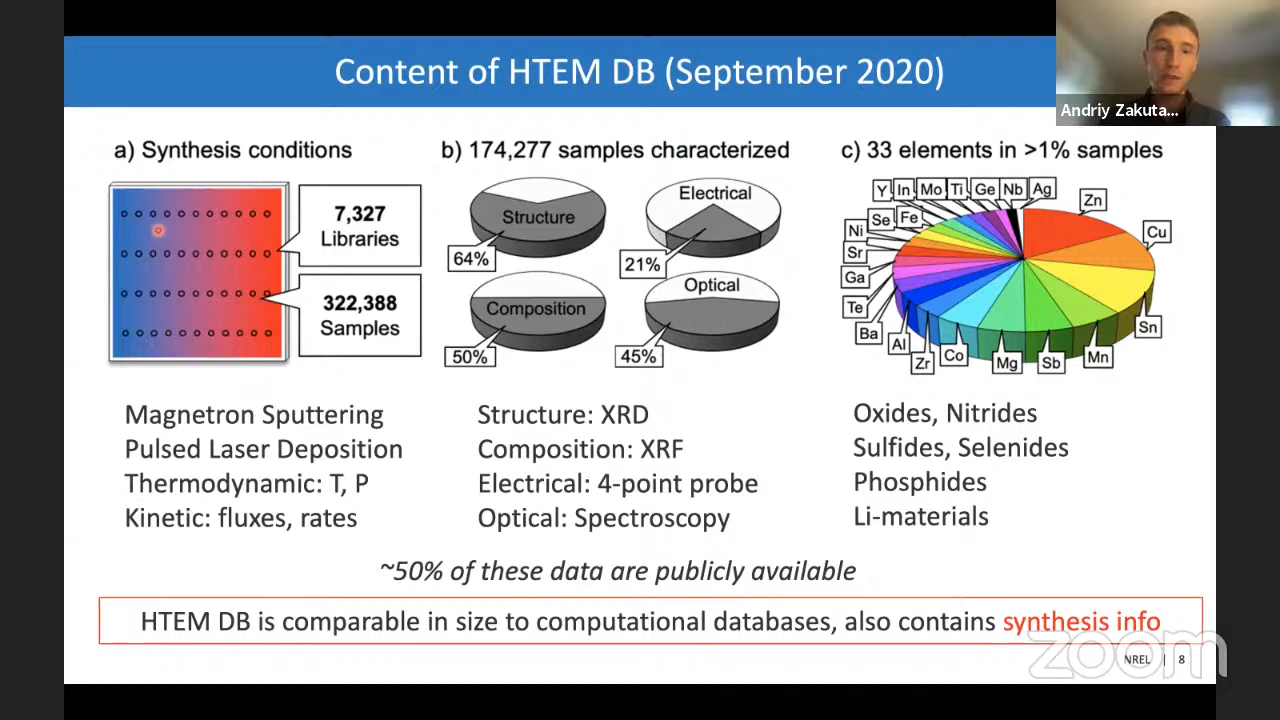 Content of HTEM DB (September 2020)
Andriy Zakuta...
a) Synthesis conditions
7,327
Libraries
322,388
Samples
Magnetron Sputtering
Pulsed Laser Deposition
Thermodynamic: T, P
Kinetic: fluxes, rates
b) 174,277 samples characterized
Structure
64%
Electrical
21%
Composition
50%
Optical
45%
Structure: XRD
Composition: XRF
Electrical: 4-point probe
Optical: Spectroscopy
c) 33 elements in >1% samples
Y In Mo Ti Ge Nb Ag
Zn
Se Fe
Cu
Ni
Sr
Ga
Te
Ba
Al
Zr
Co
Mg
Sb
Mn
Sn
Oxides, Nitrides
Sulfides, Selenides
Phosphides
Li-materials
~50% of these data are publicly available
HTEM DB is comparable in size to computational databases, also contains synthesis info
zoom
NREL | 8